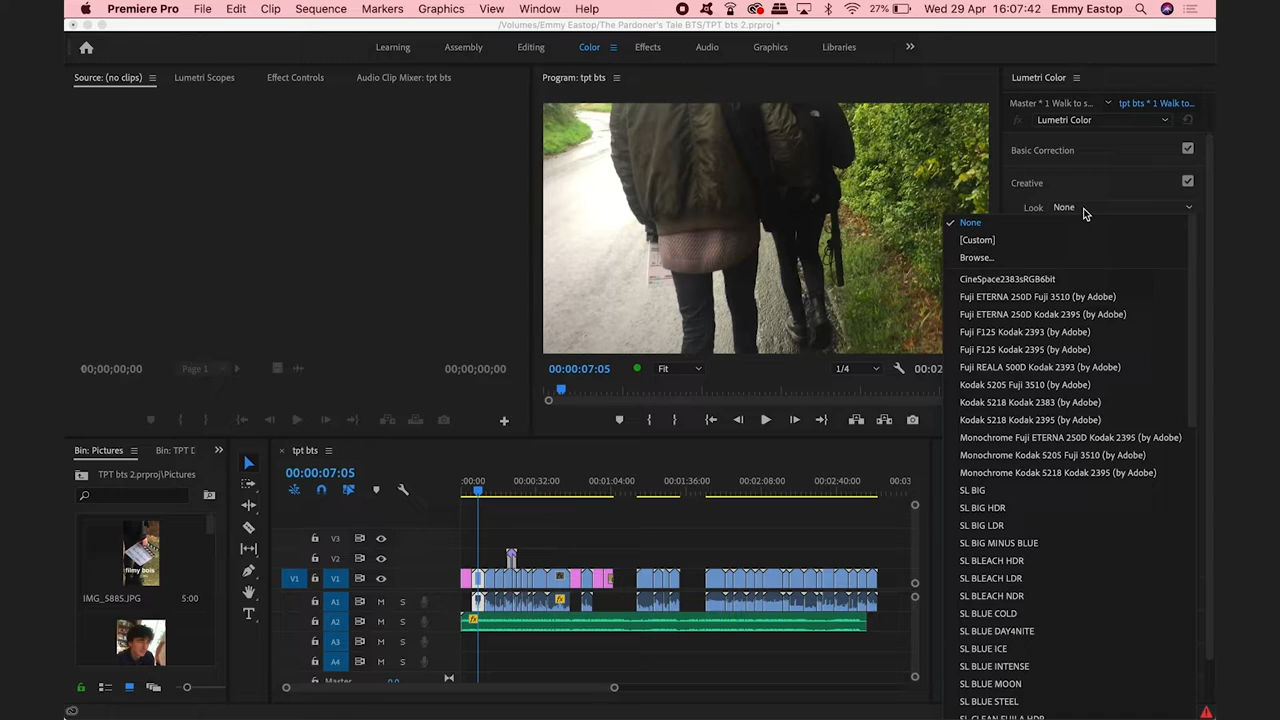 Premiere Pro File Edit Clip Sequence Markers Graphics View Window Help 27% Wed 29 Apr 16:07:42 Emmy Eastop
/Volumes/Emmy Eastop/The Pardoner's Tale BTS/TPT bts 2.prproj *
Learning Assembly Editing Color Effects Audio Graphics Libraries
Source: (no clips) Lumetri Scopes Effect Controls Audio Clip Mixer: tpt bts
Program: tpt bts
Lumetri Color
Master * 1 Walk to s... tpt bts * 1 Walk to...
fx Lumetri Color
Basic Correction
Creative
Look None
None
[Custom]
Browse...
CineSpace2383sRGB6bit
Fuji ETERNA 250D Fuji 3510 (by Adobe)
Fuji ETERNA 250D Kodak 2395 (by Adobe)
Fuji F125 Kodak 2393 (by Adobe)
Fuji F125 Kodak 2395 (by Adobe)
Fuji REALA 500D Kodak 2393 (by Adobe)
Kodak 5205 Fuji 3510 (by Adobe)
Kodak 5218 Kodak 2383 (by Adobe)
Kodak 5218 Kodak 2395 (by Adobe)
Monochrome Fuji ETERNA 250D Kodak 2395 (by Adobe)
Monochrome Kodak 5205 Fuji 3510 (by Adobe)
Monochrome Kodak 5218 Kodak 2395 (by Adobe)
SL BIG
SL BIG HDR
SL BIG LDR
SL BIG MINUS BLUE
SL BLEACH HDR
SL BLEACH LDR
SL BLEACH NDR
SL BLUE COLD
SL BLUE DAY4NITE
SL BLUE ICE
SL BLUE INTENSE
SL BLUE MOON
SL BLUE STEEL
SL CLEAN FUJI A HDR
00;00;00;00 Page 1 00;00;00;00
00:00:07:05 Fit 1/4 00:02
Bin: Pictures Bin: TPT
TPT bts 2.prproj\Pictures
filmy bois
IMG_5885.JPG 5:00
tpt bts
00:00:07:05
:00:00 00:00:32:00 00:01:04:00 00:01:36:00 00:02:08:00 00:02:40:00 00:03
V3
V2
V1 V1
A1 M S
A2 M S
A3 M S
A4 M S
Master 0.0
fx